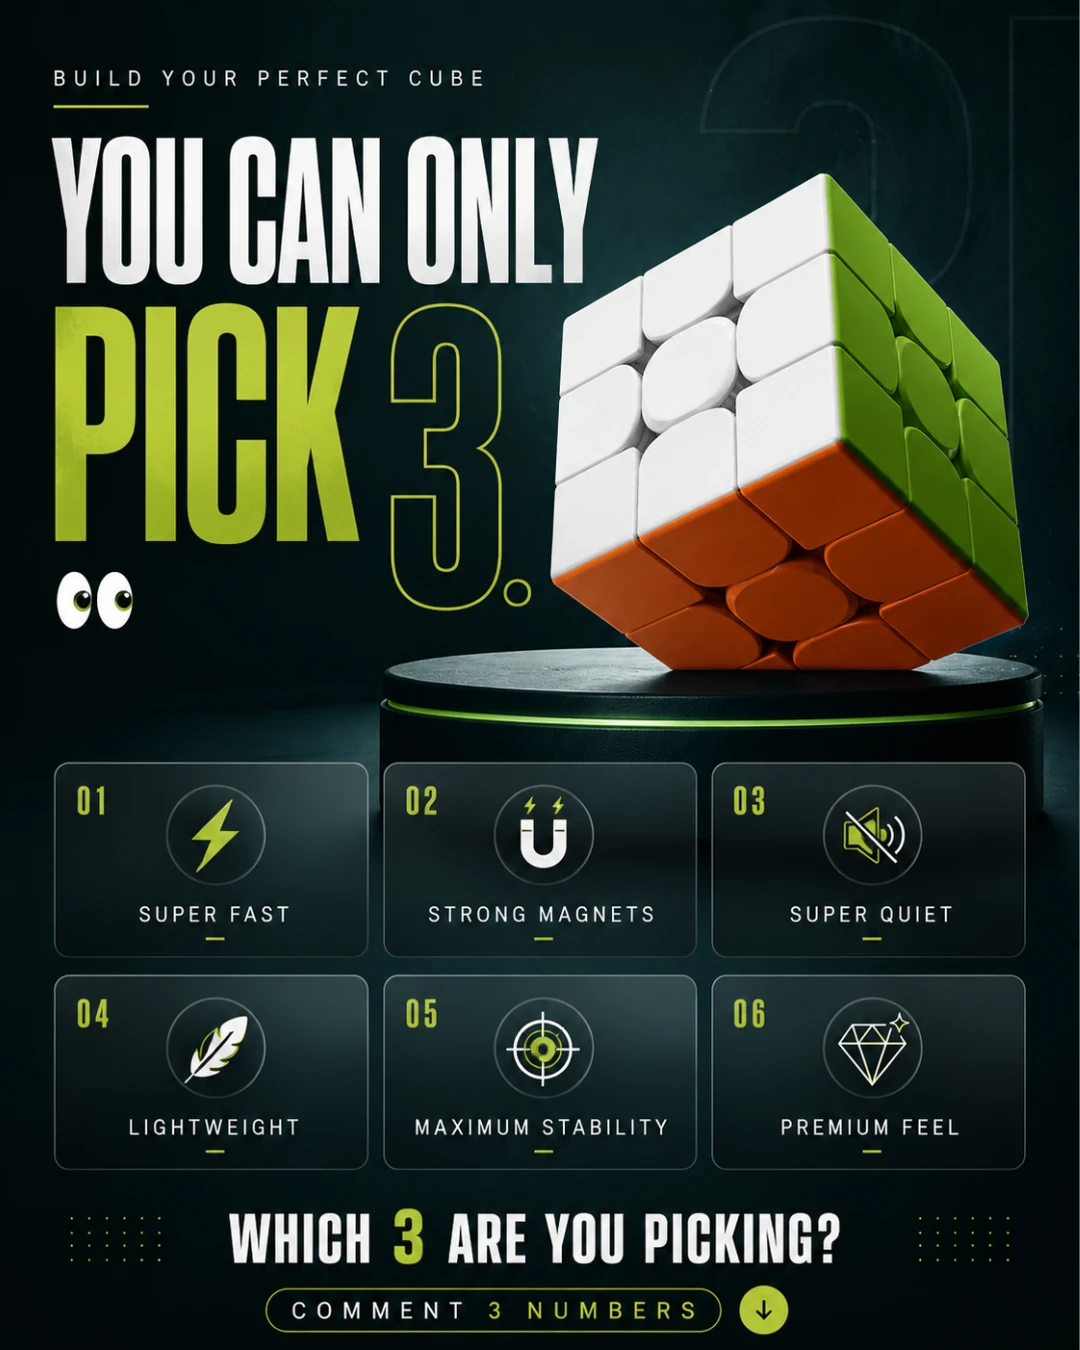 BUILD YOUR PERFECT CUBE
YOU CAN ONLY
PICK 3.
01
SUPER FAST
02
STRONG MAGNETS
03
SUPER QUIET
04
LIGHTWEIGHT
05
MAXIMUM STABILITY
06
PREMIUM FEEL
WHICH 3 ARE YOU PICKING?
COMMENT 3 NUMBERS